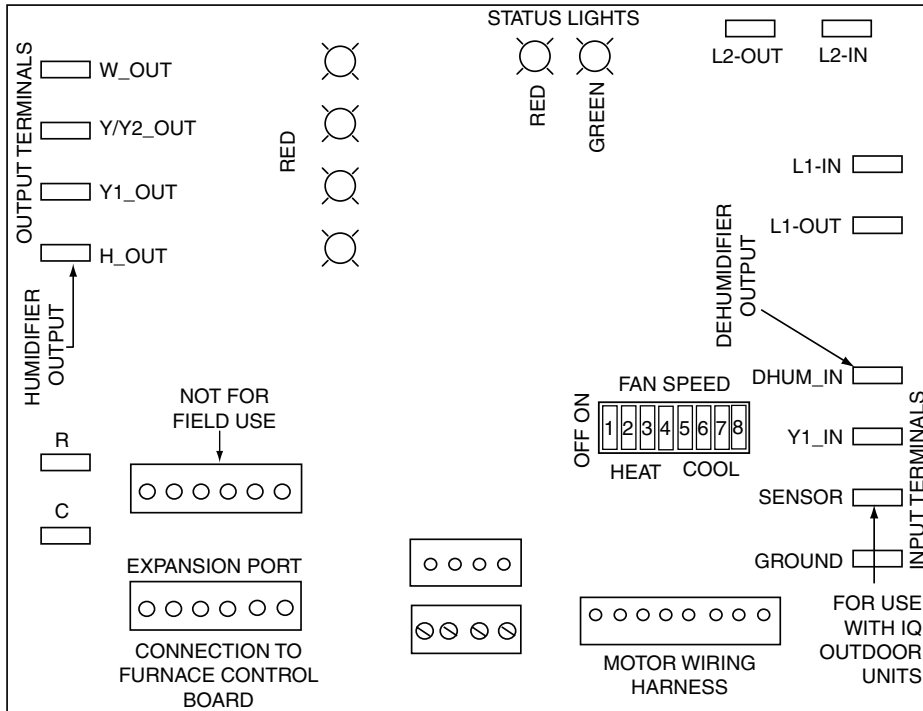 STATUS LIGHTS
RED
GREEN
L2-OUT
L2-IN
OUTPUT TERMINALS
W_OUT
Y/Y2_OUT
Y1_OUT
H_OUT
RED
L1-IN
L1-OUT
HUMIDIFIER
OUTPUT
DEHUMIDIFIER
OUTPUT
DHUM_IN
Y1_IN
SENSOR
GROUND
INPUT TERMINALS
FAN SPEED
OFF ON
1 2 3 4 5 6 7 8
HEAT
COOL
NOT FOR
FIELD USE
R
C
EXPANSION PORT
CONNECTION TO
FURNACE CONTROL
BOARD
MOTOR WIRING
HARNESS
FOR USE
WITH IQ
OUTDOOR
UNITS